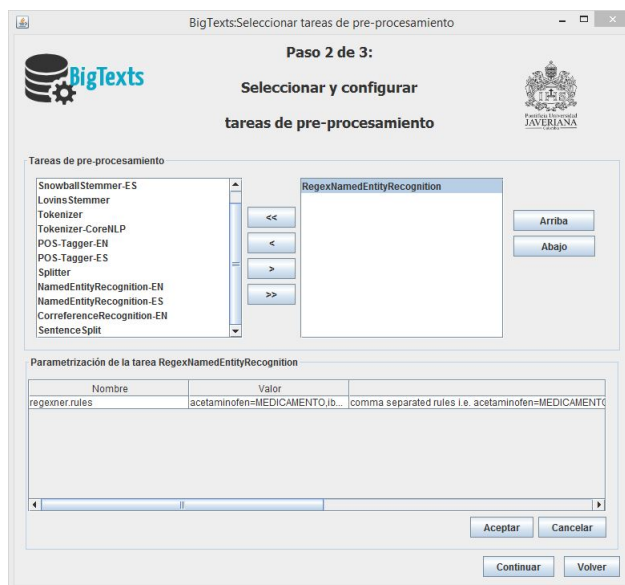 BigTexts:Seleccionar tareas de pre-procesamiento
BigTexts
Paso 2 de 3:
Seleccionar y configurar
tareas de pre-procesamiento
Pontificia Universidad
JAVERIANA
Tareas de pre-procesamiento
SnowballStemmer-ES
LovinsStemmer
Tokenizer
Tokenizer-CoreNLP
POS-Tagger-EN
POS-Tagger-ES
Splitter
NamedEntityRecognition-EN
NamedEntityRecognition-ES
CorreferenceRecognition-EN
SentenceSplit
<<
<
>
>>
RegexNamedEntityRecognition
Arriba
Abajo
Parametrización de la tarea RegexNamedEntityRecognition
Nombre Valor
regexner.rules acetaminofen=MEDICAMENTO,ib... comma separated rules i.e. acetaminofen=MEDICAMENTO
Aceptar Cancelar
Continuar Volver